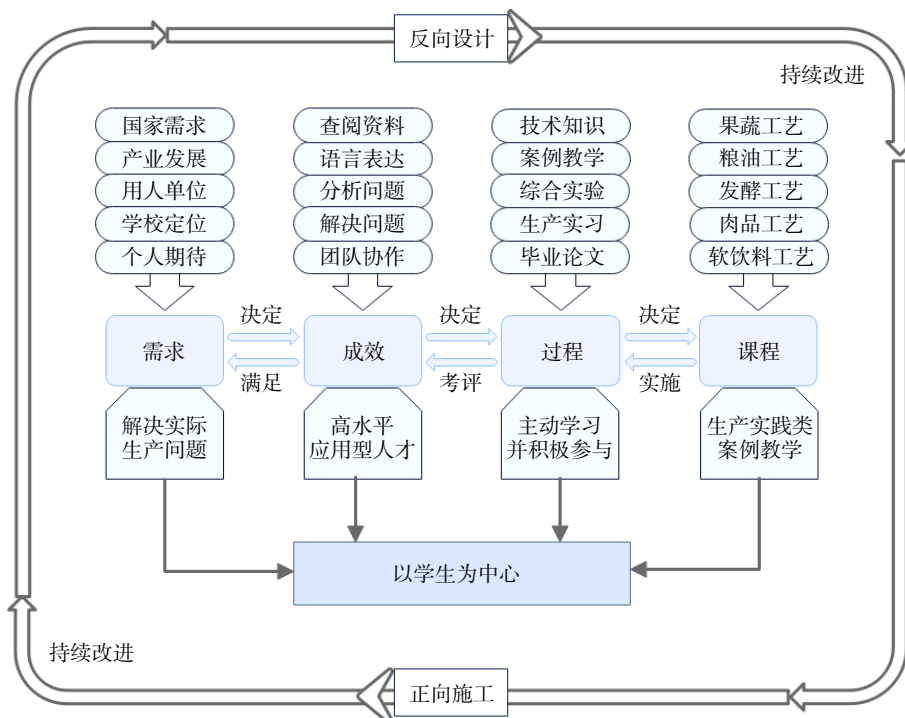 反向设计
持续改进
国家需求
产业发展
用人单位
学校定位
个人期待
查阅资料
语言表达
分析问题
解决问题
团队协作
技术知识
案例教学
综合实验
生产实习
毕业论文
果蔬工艺
粮油工艺
发酵工艺
肉品工艺
软饮料工艺
需求
决定
满足
成效
决定
考评
过程
决定
实施
课程
解决实际
生产问题
高水平
应用型人才
主动学习
并积极参与
生产实践类
案例教学
以学生为中心
持续改进
正向施工